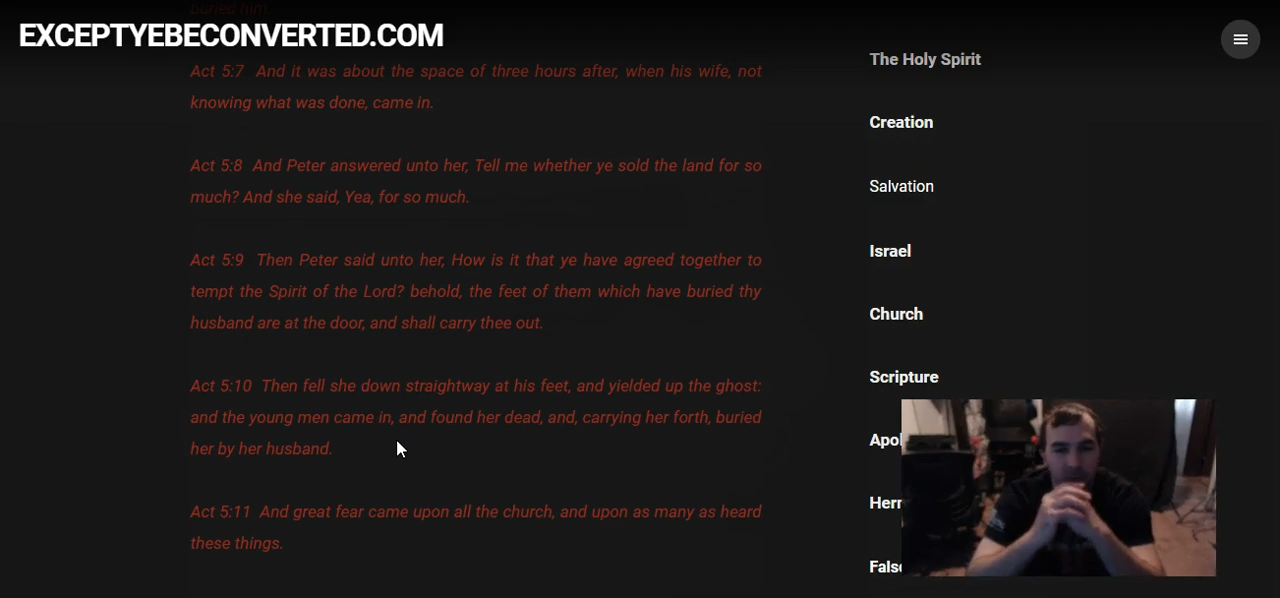 buried him.
EXCEPTYEBECONVERTED.COM
Act 5:7 And it was about the space of three hours after, when his wife, not
knowing what was done, came in.
Act 5:8 And Peter answered unto her, Tell me whether ye sold the land for so
much? And she said, Yea, for so much.
Act 5:9 Then Peter said unto her, How is it that ye have agreed together to
tempt the Spirit of the Lord? behold, the feet of them which have buried thy
husband are at the door, and shall carry thee out.
Act 5:10 Then fell she down straightway at his feet, and yielded up the ghost:
and the young men came in, and found her dead, and, carrying her forth, buried
her by her husband.
Act 5:11 And great fear came upon all the church, and upon as many as heard
these things.
The Holy Spirit
Creation
Salvation
Israel
Church
Scripture